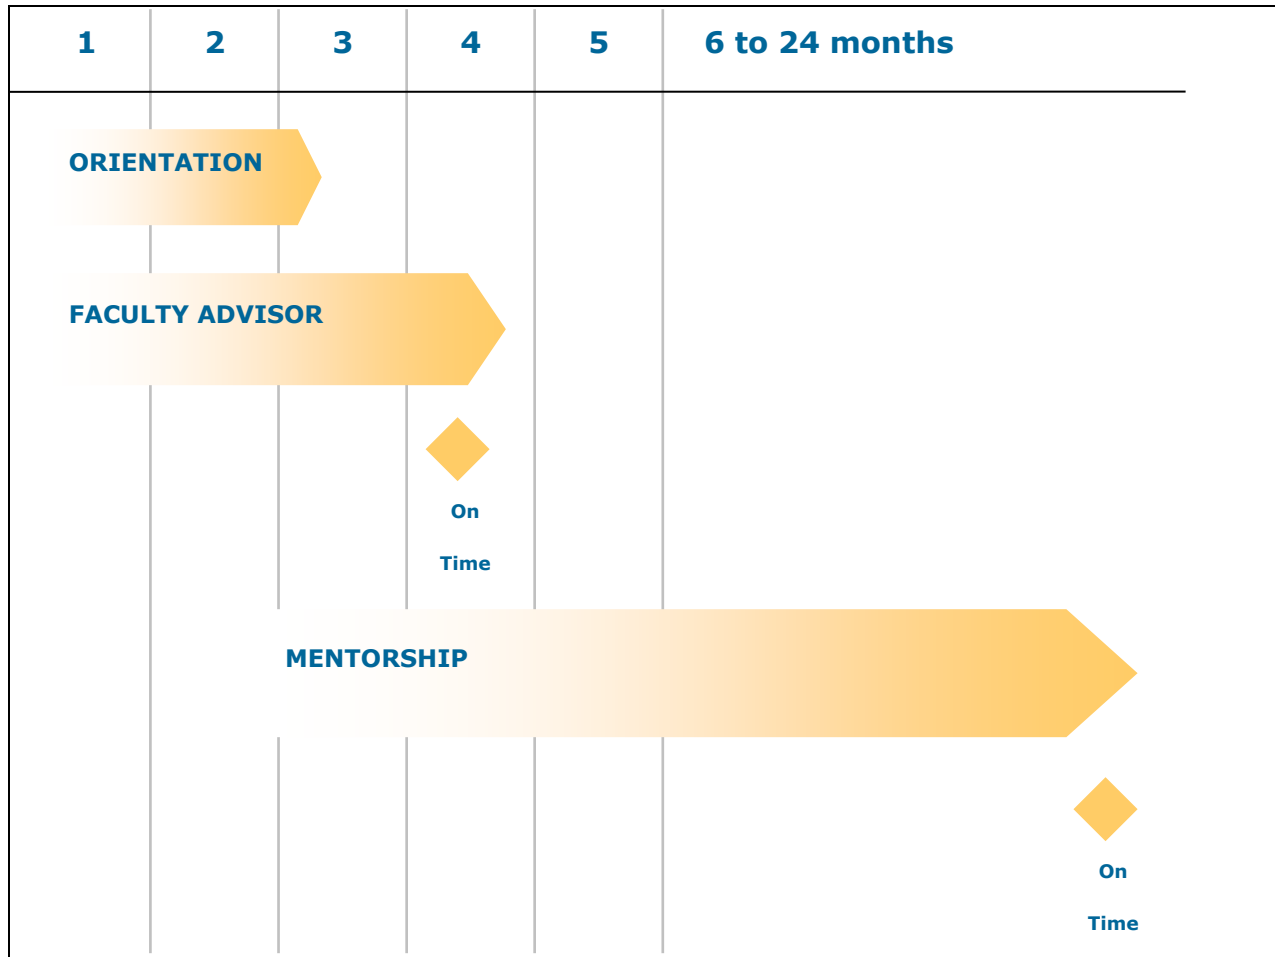 1 2 3 4 5 6 to 24 months
ORIENTATION
FACULTY ADVISOR
On
Time
MENTORSHIP
On
Time